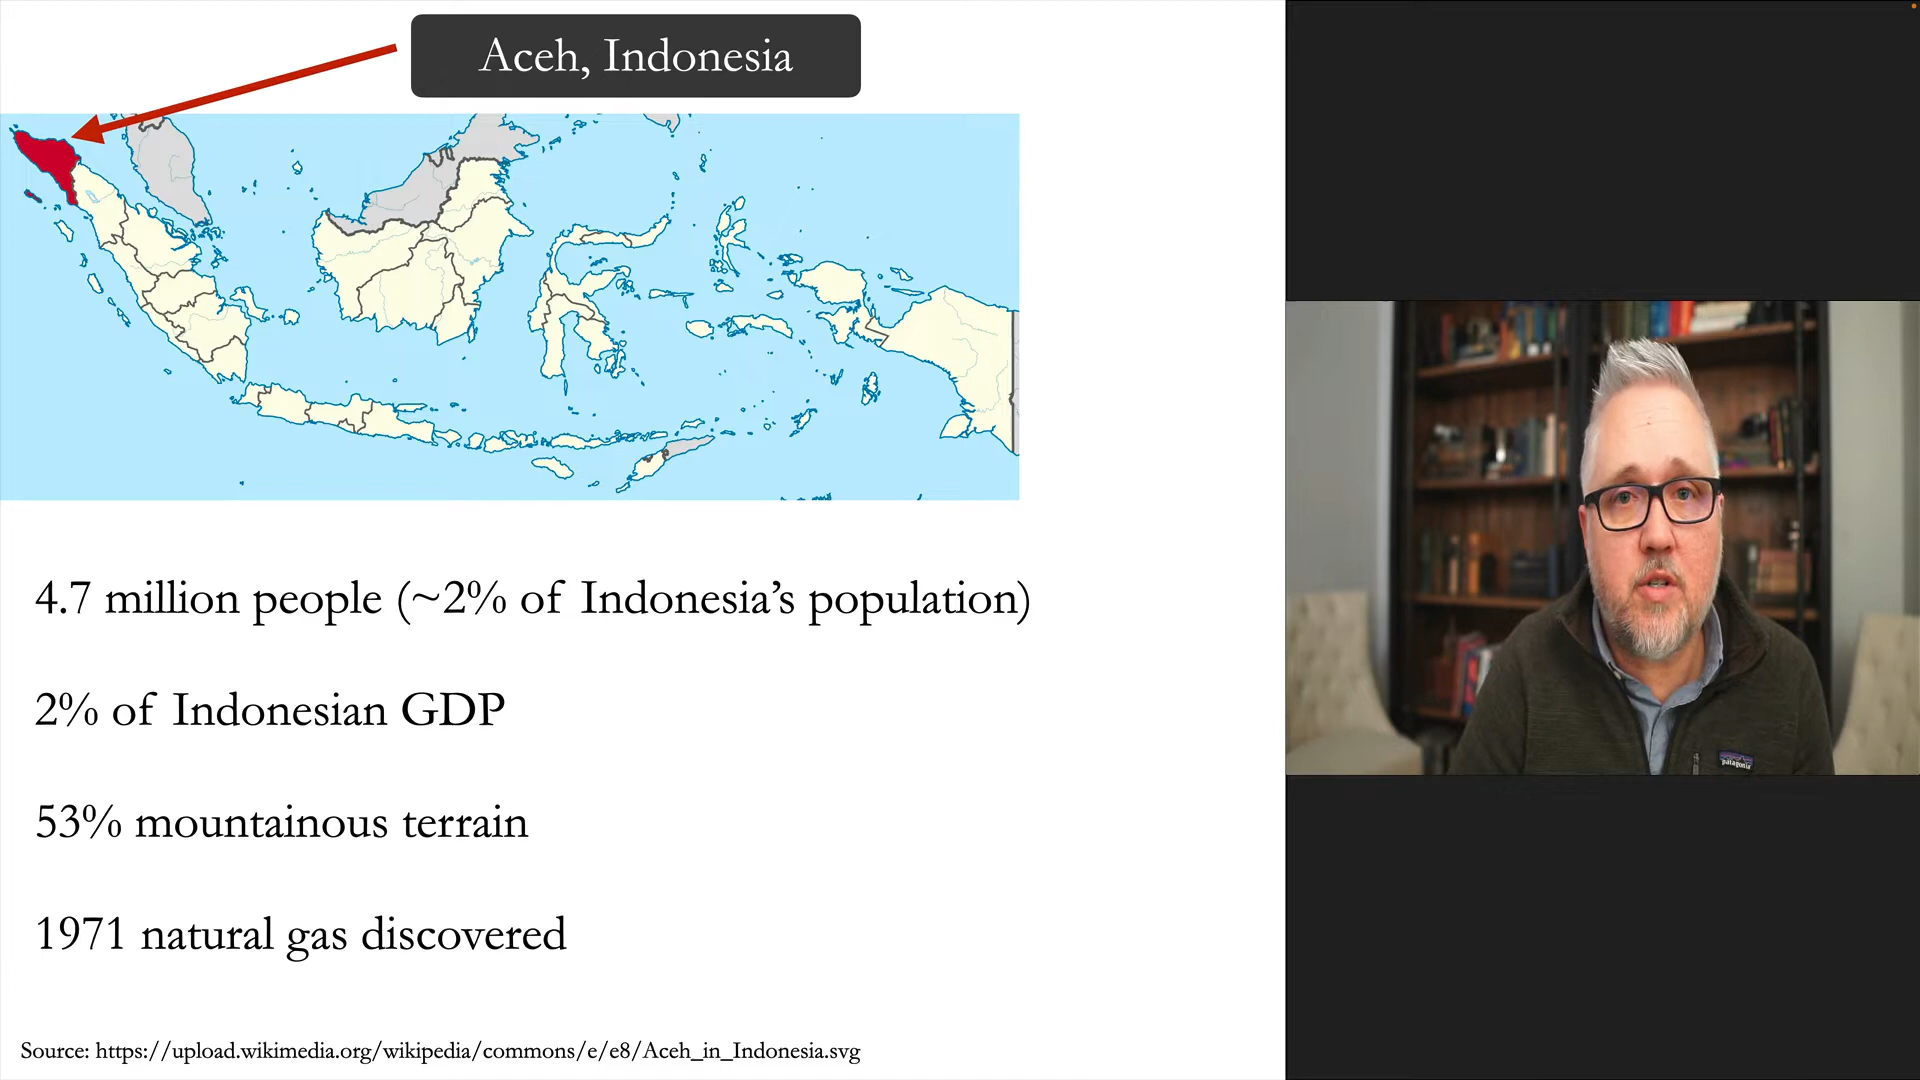 Aceh, Indonesia
4.7 million people (~2% of Indonesia’s population)
2% of Indonesian GDP
53% mountainous terrain
1971 natural gas discovered
Source: https://upload.wikimedia.org/wikipedia/commons/e/e8/Aceh_in_Indonesia.svg
patagonia